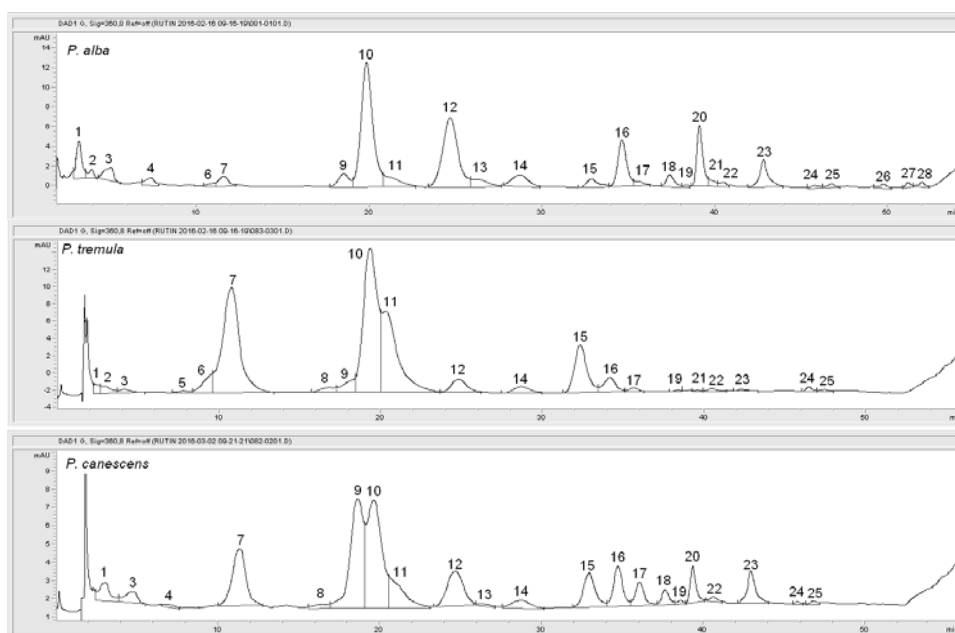 DAD1 G, Sig=360,8 Ref=off (RUTIN 2016-02-16 09-16-19\081-0101.D)
mAU
P. alba
14
12
10
8
6
4
2
0
1 2 3 4 6 7 9 10 11 12 13 14 15 16 17 18 19 20 21 22 23 24 25 26 27 28
10 20 30 40 50
DAD1 G, Sig=360,8 Ref=off (RUTIN 2016-02-16 09-16-19\083-0301.D)
mAU
P. tremula
12
10
8
6
4
2
0
-2
-4
1 2 3 5 6 7 8 9 10 11 12 14 15 16 17 19 21 22 23 24 25
10 20 30 40 50
DAD1 G, Sig=360,8 Ref=off (RUTIN 2016-03-02 09-21-21\082-0201.D)
mAU
P. canescens
9
8
7
6
5
4
3
2
1
1 3 4 7 8 9 10 11 12 13 14 15 16 17 18 19 20 22 23 24 25
10 20 30 40 50